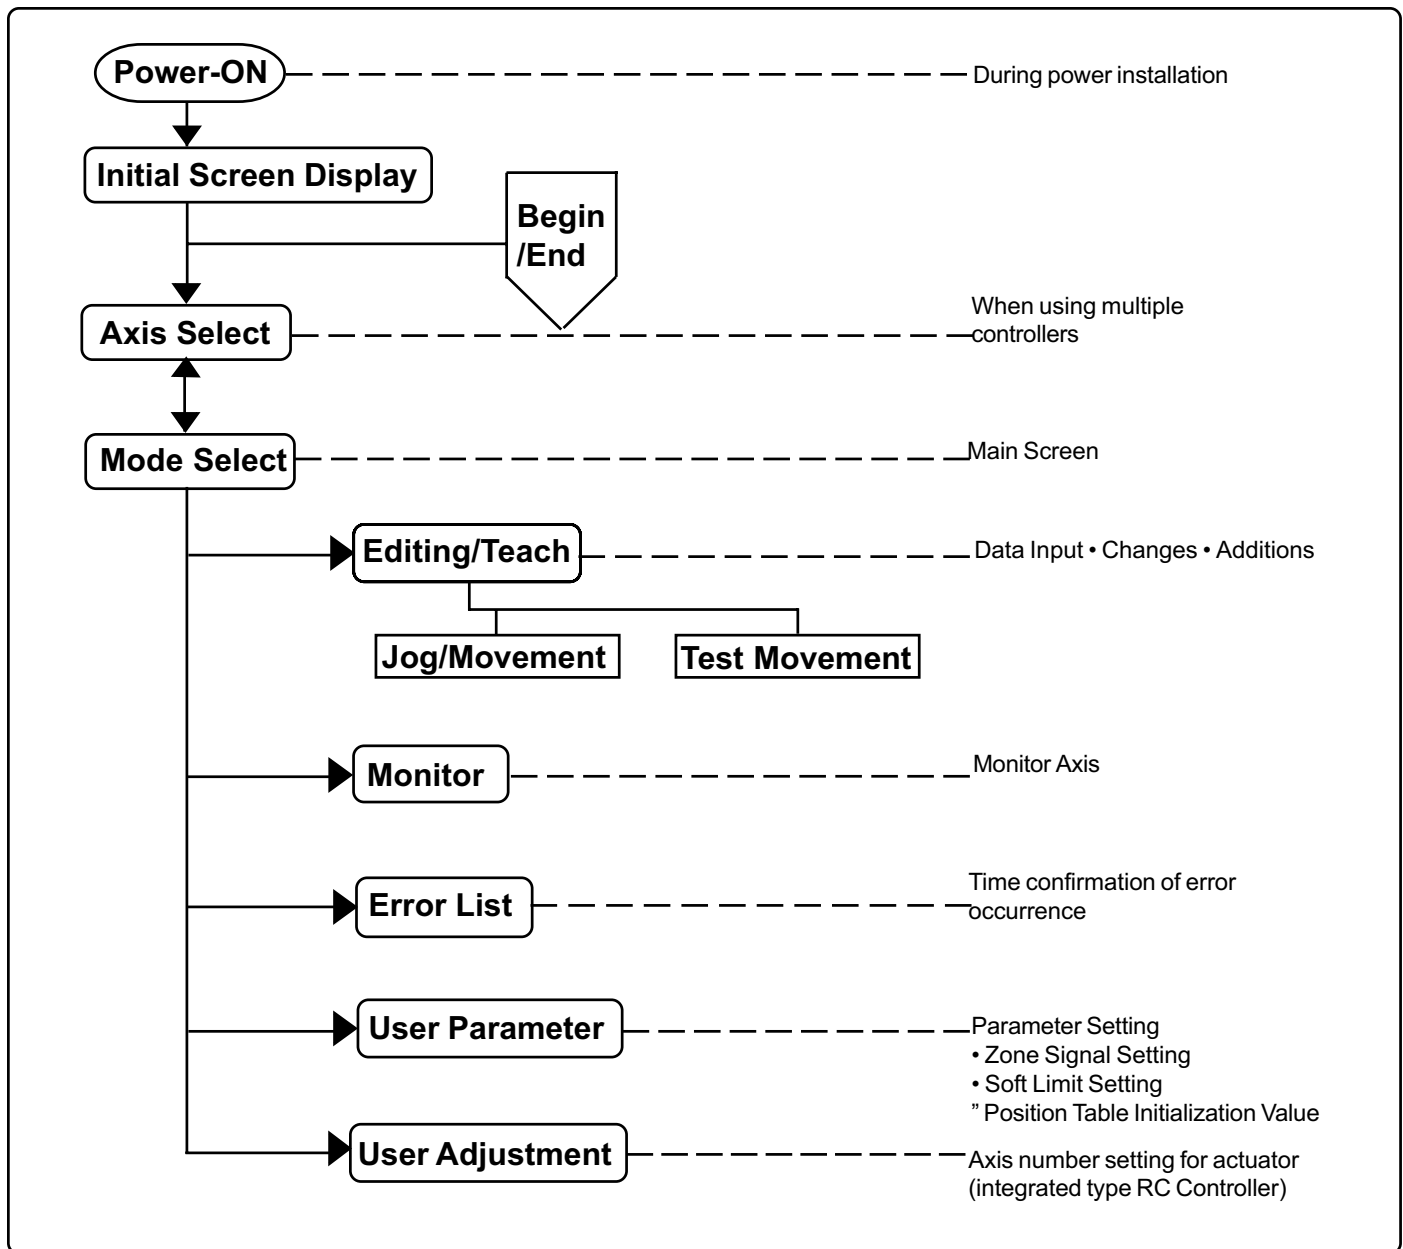 Power-ON
During power installation
Initial Screen Display
Begin
/End
Axis Select
When using multiple
controllers
Mode Select
Main Screen
Editing/Teach
Data Input • Changes • Additions
Jog/Movement
Test Movement
Monitor
Monitor Axis
Error List
Time confirmation of error
occurrence
User Parameter
Parameter Setting
• Zone Signal Setting
• Soft Limit Setting
” Position Table Initialization Value
User Adjustment
Axis number setting for actuator
(integrated type RC Controller)